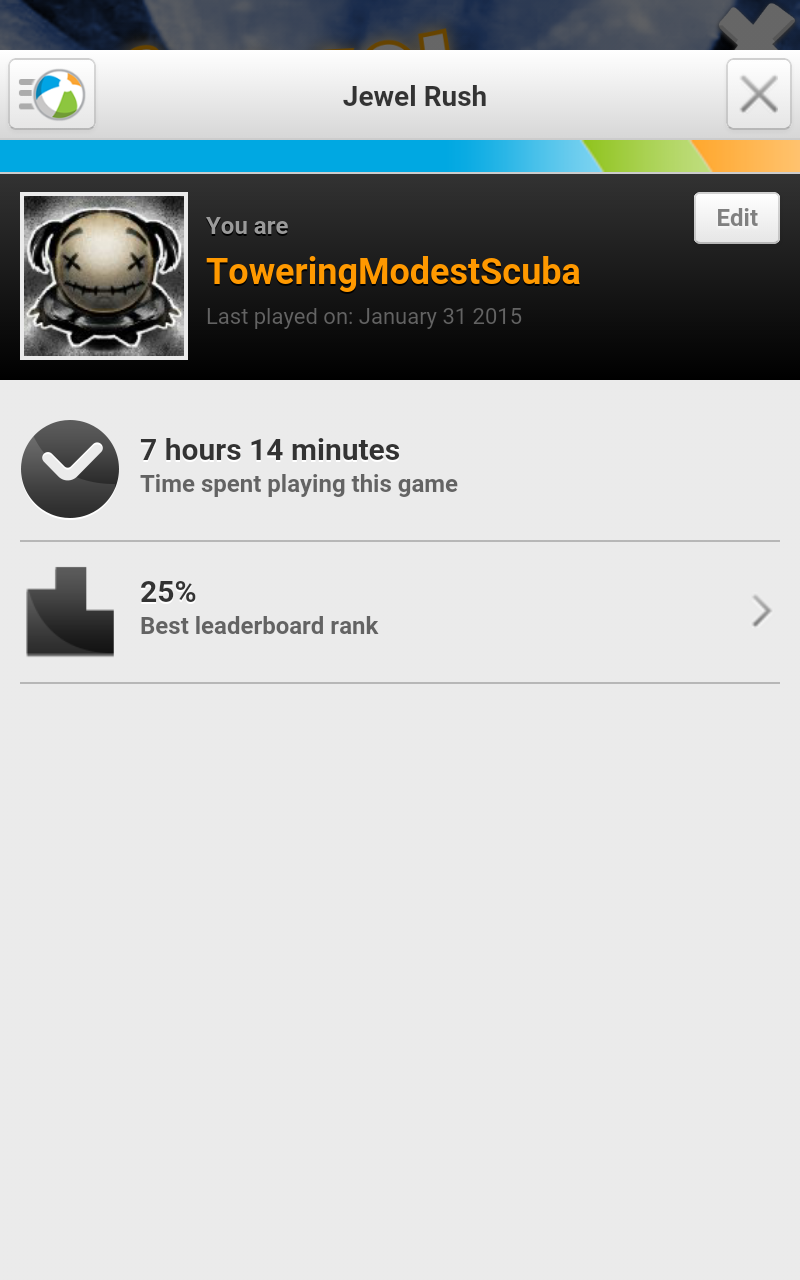 Jewel Rush
You are
Edit
ToweringModestScuba
Last played on: January 31 2015
7 hours 14 minutes
Time spent playing this game
25%
Best leaderboard rank